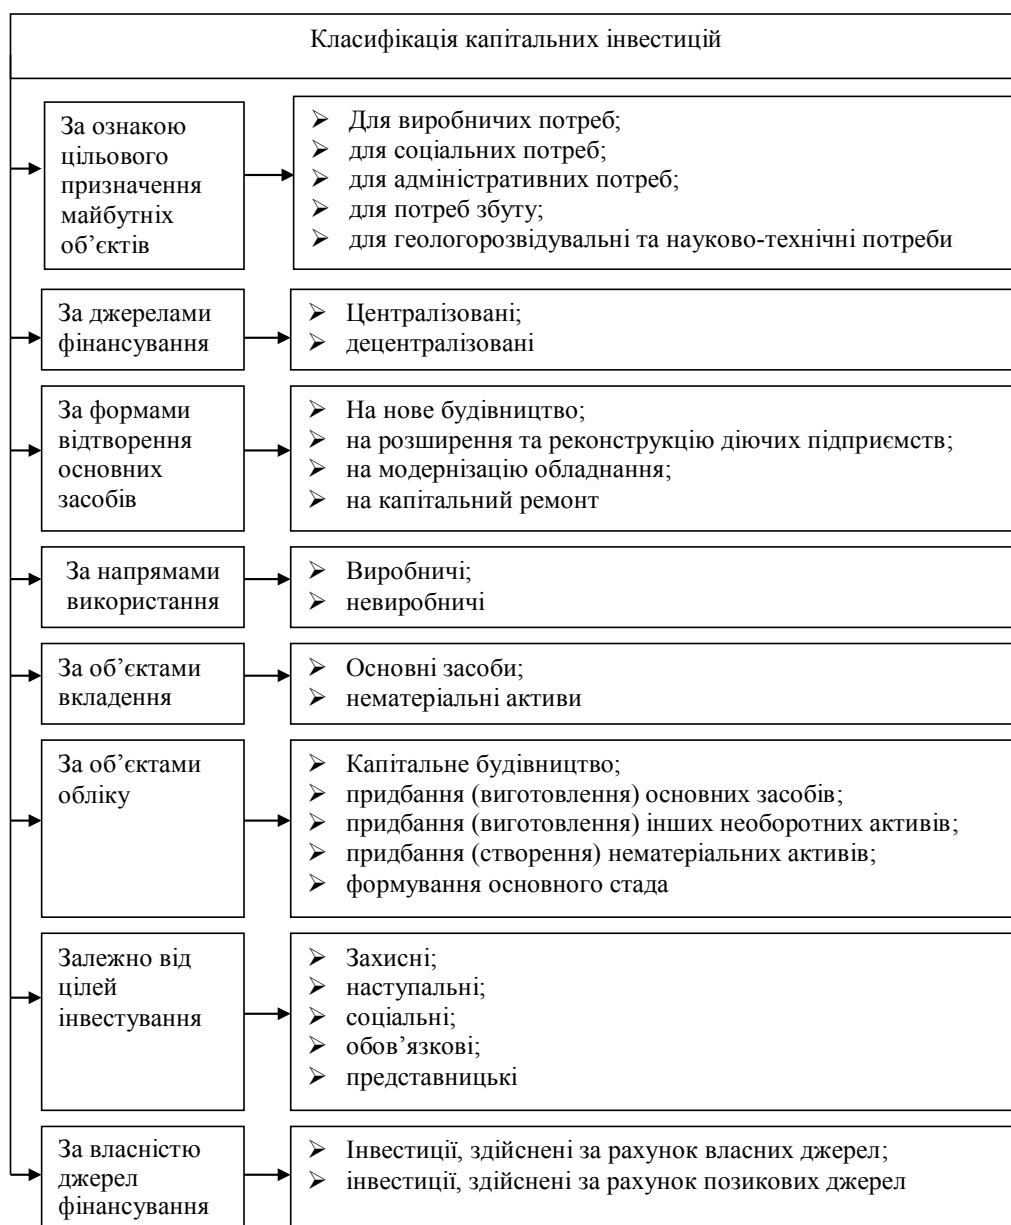 Класифікація капітальних інвестицій
За ознакою
цільового
призначення
майбутніх
об’єктів
➢ Для виробничих потреб;
➢ для соціальних потреб;
➢ для адміністративних потреб;
➢ для потреб збуту;
➢ для геологорозвідувальні та науково-технічні потреби
За джерелами
фінансування
➢ Централізовані;
➢ децентралізовані
За формами
відтворення
основних
засобів
➢ На нове будівництво;
➢ на розширення та реконструкцію діючих підприємств;
➢ на модернізацію обладнання;
➢ на капітальний ремонт
За напрямами
використання
➢ Виробничі;
➢ невиробничі
За об’єктами
вкладення
➢ Основні засоби;
➢ нематеріальні активи
За об’єктами
обліку
➢ Капітальне будівництво;
➢ придбання (виготовлення) основних засобів;
➢ придбання (виготовлення) інших необоротних активів;
➢ придбання (створення) нематеріальних активів;
➢ формування основного стада
Залежно від
цілей
інвестування
➢ Захисні;
➢ наступальні;
➢ соціальні;
➢ обов’язкові;
➢ представницькі
За власністю
джерел
фінансування
➢ Інвестиції, здійснені за рахунок власних джерел;
➢ інвестиції, здійснені за рахунок позикових джерел